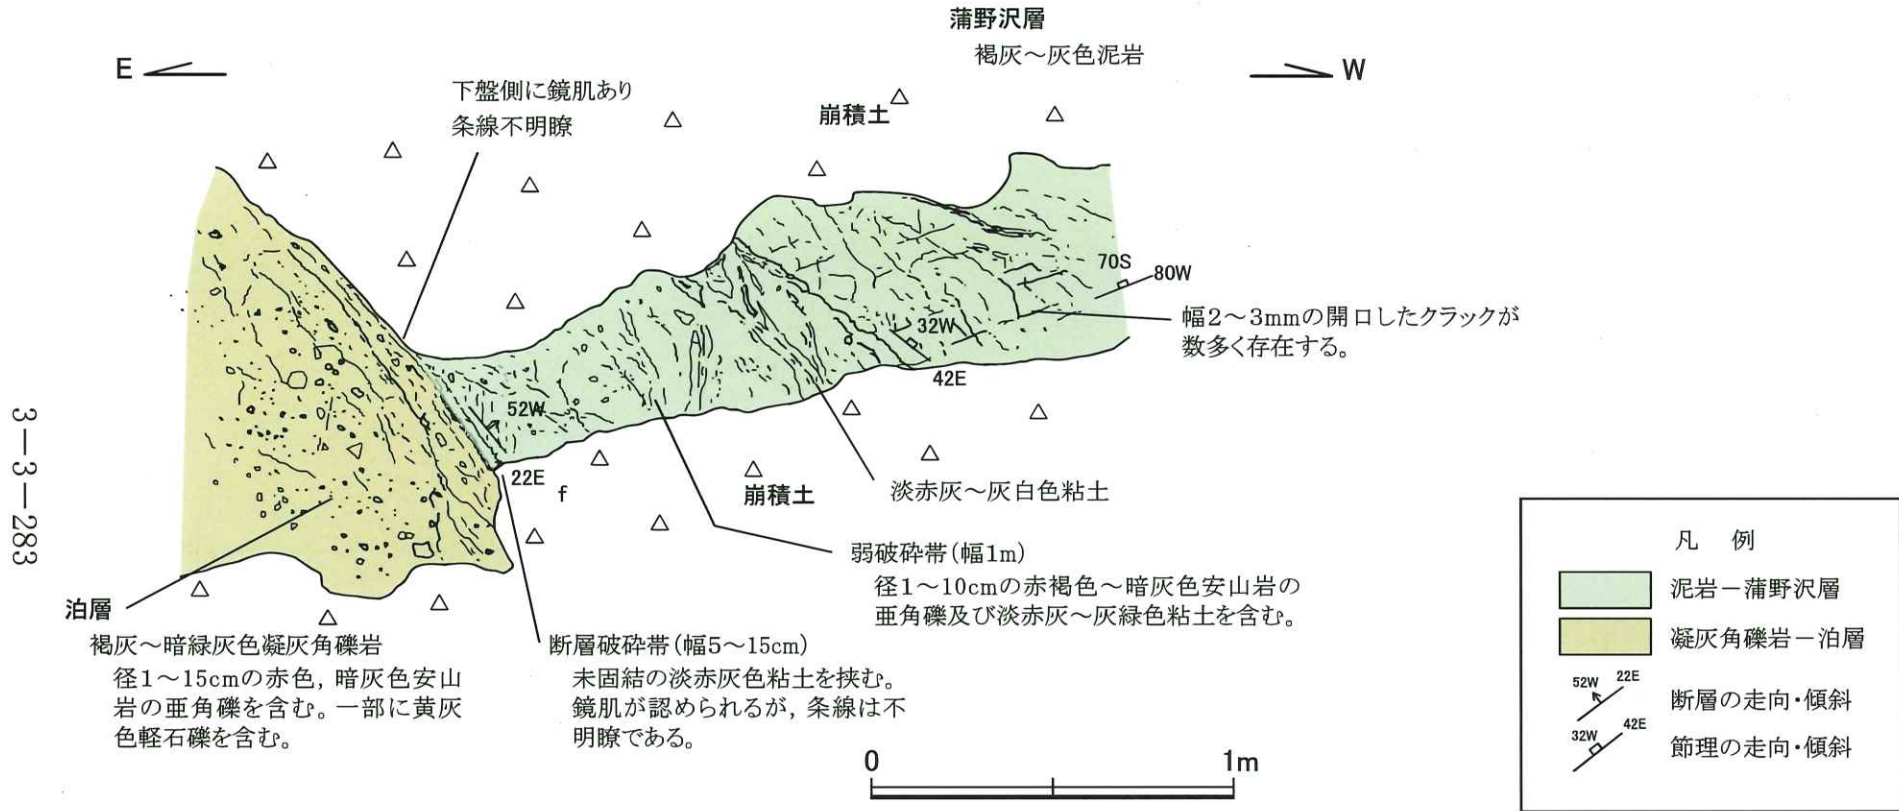 蒲野沢層
褐灰～灰色泥岩
E
W
下盤側に鏡肌あり
条線不明瞭
崩積土
70S
80W
幅2～3mmの開口したクラックが
数多く存在する。
32W
42E
52W
22E
f
崩積土
淡赤灰～灰白色粘土
弱破砕帯（幅1m）
径1～10cmの赤褐色～暗灰色安山岩の
亜角礫及び淡赤灰～灰緑色粘土を含む。
泊層
褐灰～暗緑灰色凝灰角礫岩
径1～15cmの赤色，暗灰色安山
岩の亜角礫を含む。一部に黄灰
色軽石礫を含む。
断層破砕帯（幅5～15cm）
未固結の淡赤灰色粘土を挟む。
鏡肌が認められるが，条線は不
明瞭である。
0 1m
凡　例
泥岩－蒲野沢層
凝灰角礫岩－泊層
52W 22E 断層の走向・傾斜
32W 42E 節理の走向・傾斜
3－3－283